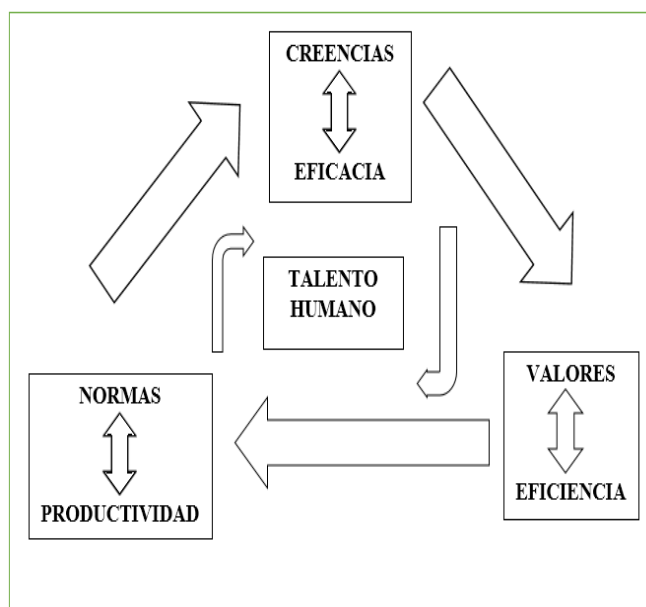 CREENCIAS
EFICACIA
TALENTO
HUMANO
NORMAS
PRODUCTIVIDAD
VALORES
EFICIENCIA